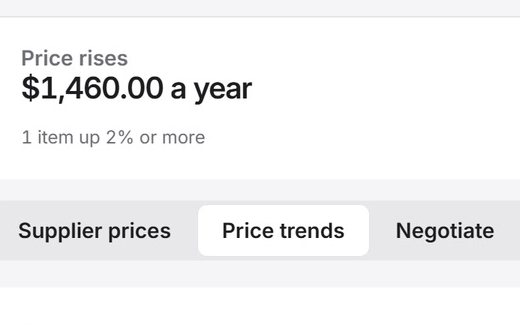 Price rises
$1,460.00 a year
1 item up 2% or more
Supplier prices Price trends Negotiate